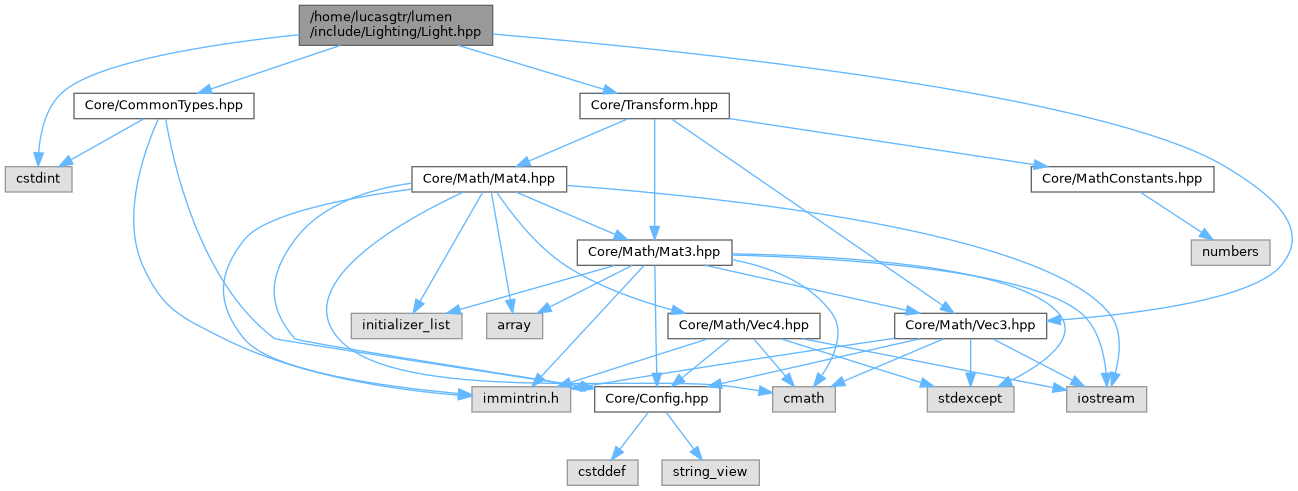 /home/lucasgtr/lumen
/include/Lighting/Light.hpp
Core/CommonTypes.hpp
Core/Transform.hpp
cstdint
Core/Math/Mat4.hpp
Core/MathConstants.hpp
Core/Math/Mat3.hpp
numbers
initializer_list
array
Core/Math/Vec4.hpp
Core/Math/Vec3.hpp
immintrin.h
Core/Config.hpp
cmath
stdexcept
iostream
cstddef
string_view